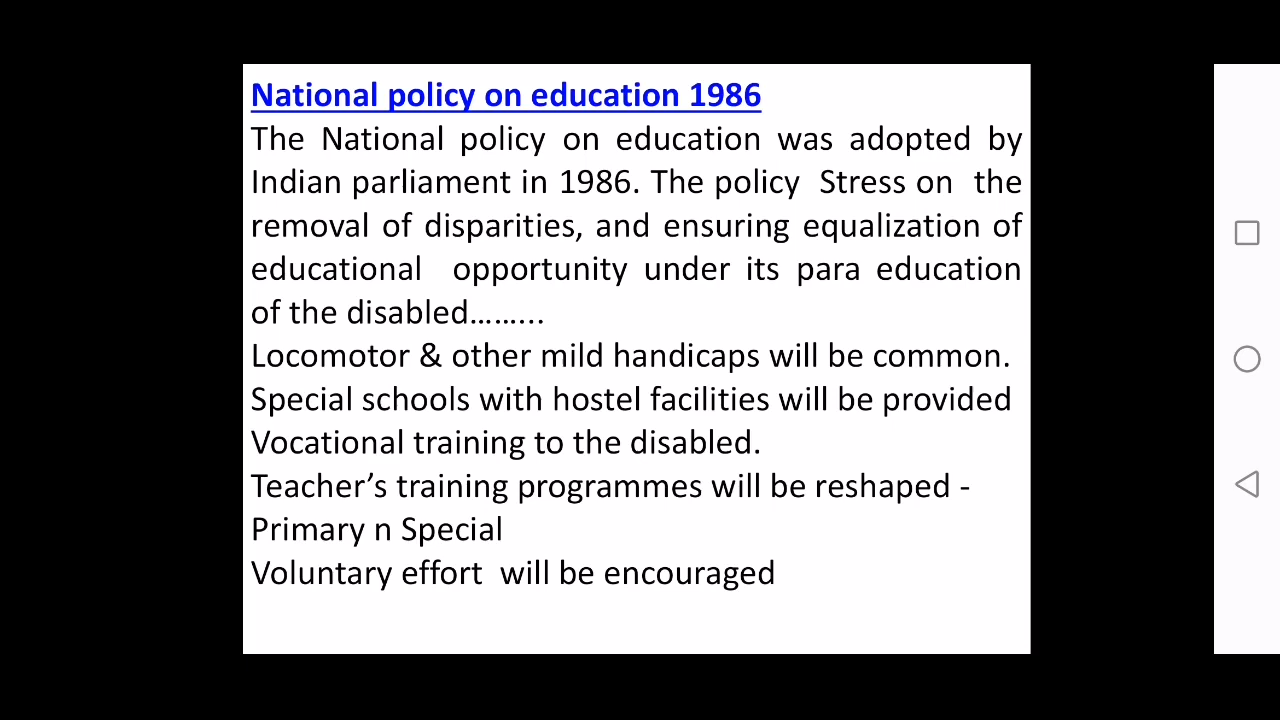 National policy on education 1986
The National policy on education was adopted by
Indian parliament in 1986. The policy Stress on the
removal of disparities, and ensuring equalization of
educational opportunity under its para education
of the disabled……...
Locomotor & other mild handicaps will be common.
Special schools with hostel facilities will be provided
Vocational training to the disabled.
Teacher’s training programmes will be reshaped -
Primary n Special
Voluntary effort will be encouraged